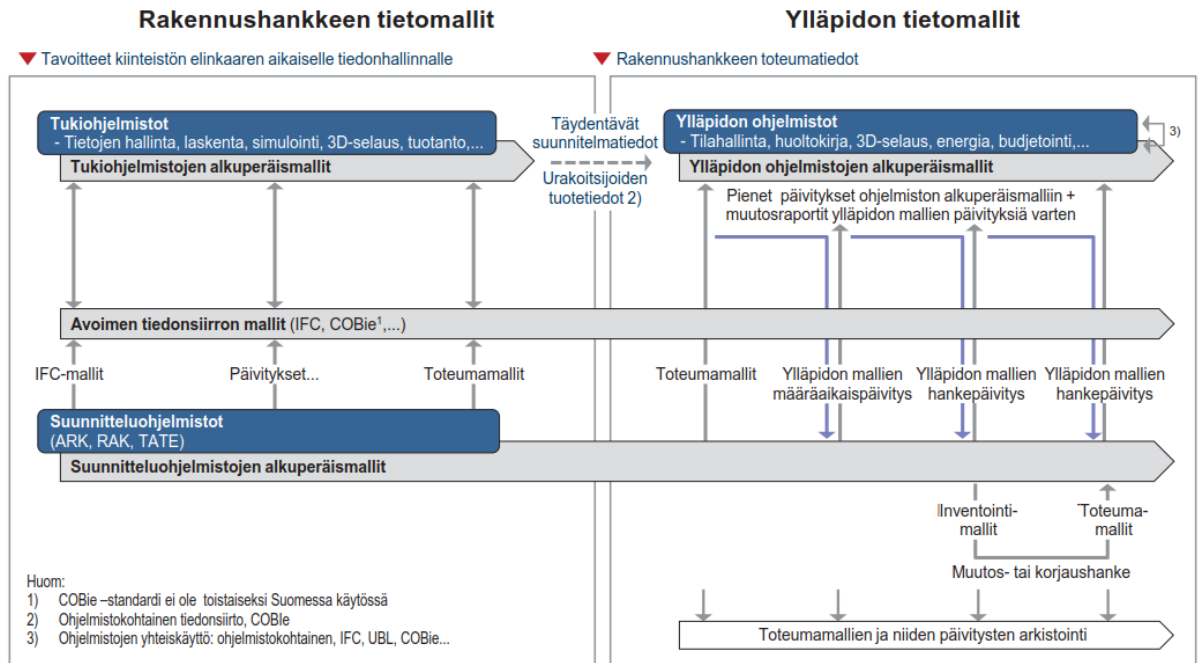 Rakennushankkeen tietomallit
Ylläpidon tietomallit
Tavoitteet kiinteistön elinkaaren aikaiselle tiedonhallinnalle
Rakennushankkeen toteumatiedot
Tukiohjelmistot
- Tietojen hallinta, laskenta, simulointi, 3D-selaus, tuotanto,...
Tukiohjelmistojen alkuperäismallit
Täydentävät
suunnitelmatiedot
Urakoitsijoiden
tuotetiedot 2)
Ylläpidon ohjelmistot
- Tilahallinta, huoltokirja, 3D-selaus, energia, budjetointi,...
3)
Ylläpidon ohjelmistojen alkuperäismallit
Pienet päivitykset ohjelmiston alkuperäismalliin +
muutosraportit ylläpidon mallien päivityksiä varten
Avoimen tiedonsiirron mallit (IFC, COBie¹,...)
IFC-mallit
Päivitykset...
Toteumamallit
Toteumamallit
Ylläpidon mallien
määräaikaispäivitys
Ylläpidon mallien
hankepäivitys
Ylläpidon mallien
hankepäivitys
Suunnitteluohjelmistot
(ARK, RAK, TATE)
Suunnitteluohjelmistojen alkuperäismallit
Inventointi-
mallit
Toteuma-
mallit
Muutos- tai korjaushanke
Toteumamallien ja niiden päivitysten arkistointi
Huom:
1) COBie –standardi ei ole toistaiseksi Suomessa käytössä
2) Ohjelmistokohtainen tiedonsiirto, COBIe
3) Ohjelmistojen yhteiskäyttö: ohjelmistokohtainen, IFC, UBL, COBie...